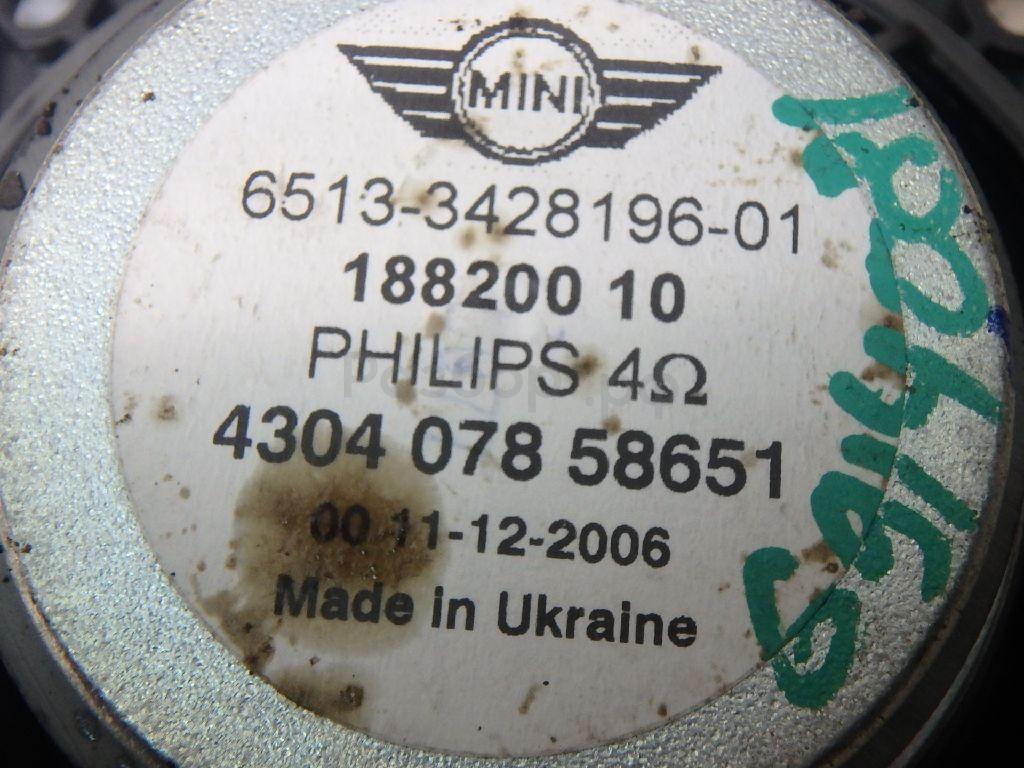 MINI
6513-3428196-01
188200 10
PHILIPS 4Ω
4304 078 58651
00 11-12-2006
Made in Ukraine